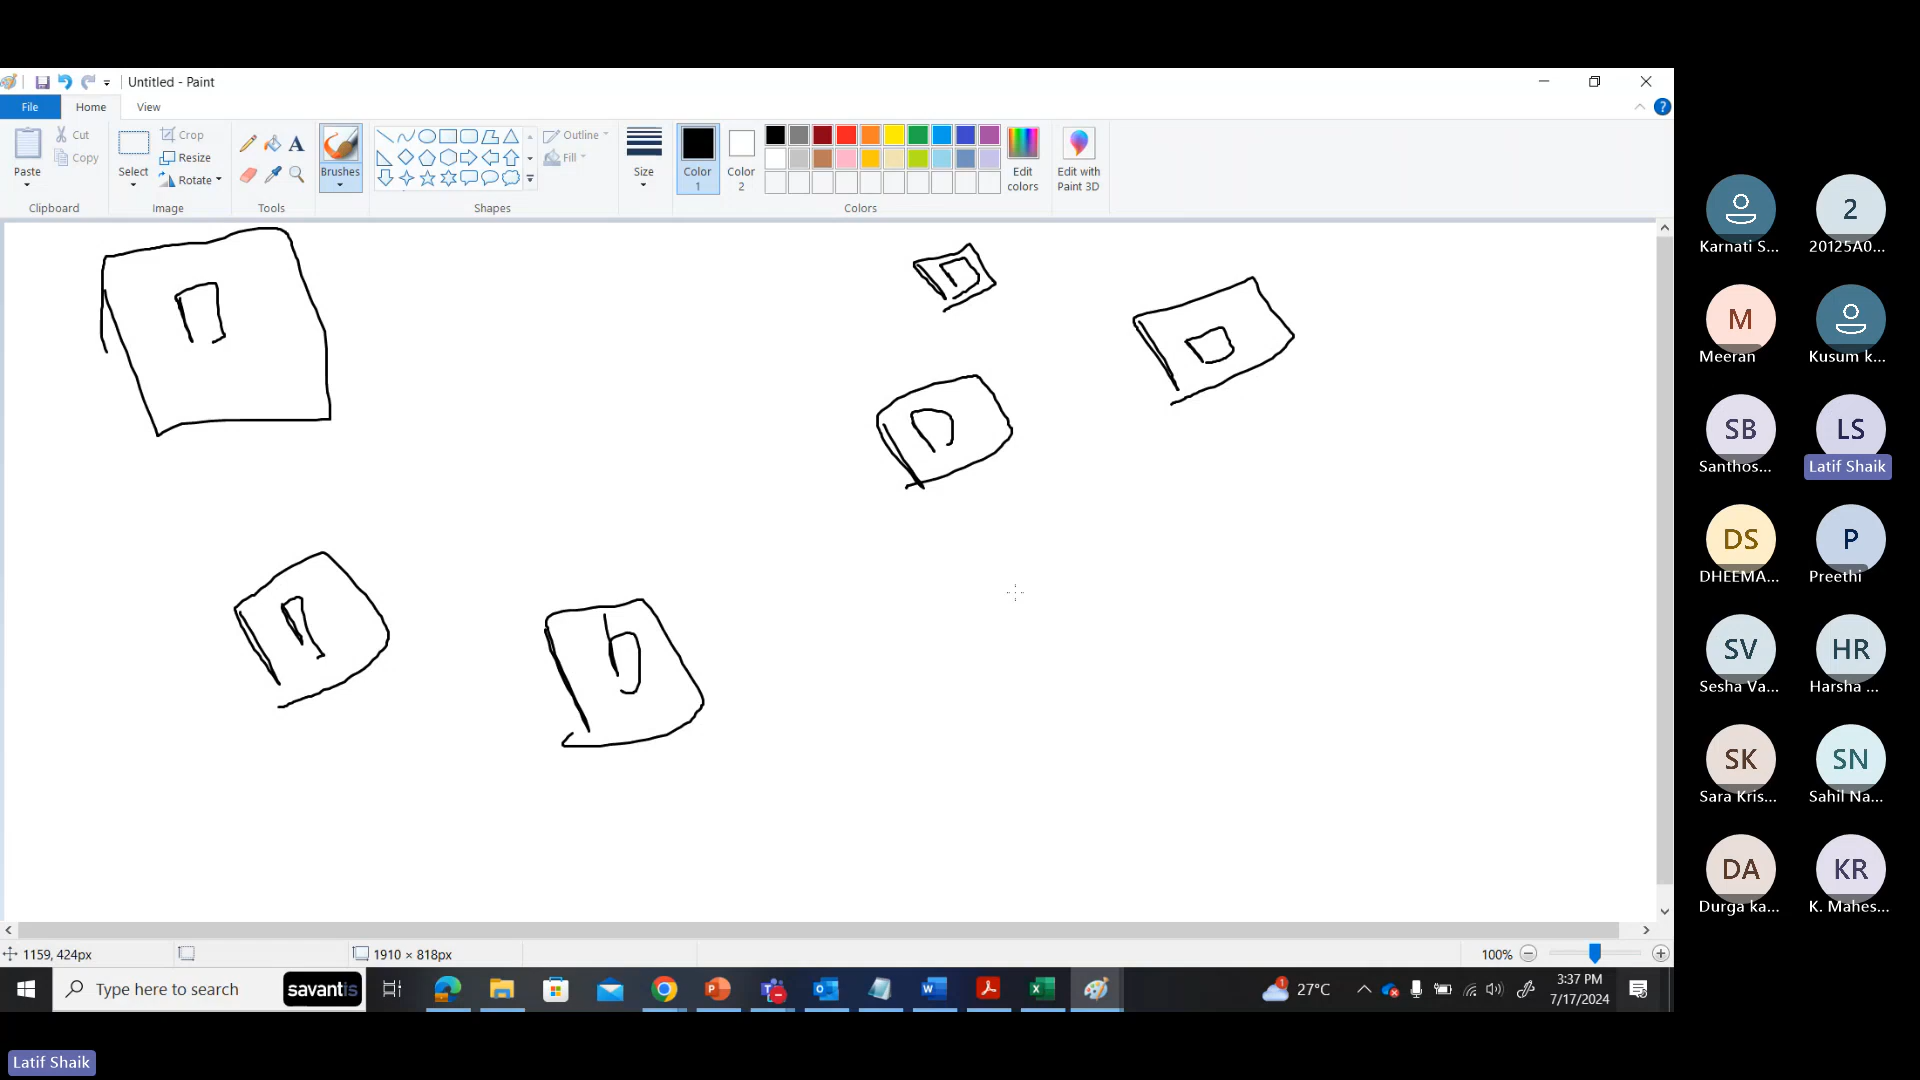 Untitled - Paint
File Home View
Paste Cut Copy Clipboard
Select Crop Resize Rotate Image
A Tools
Brushes
Shapes Outline Fill
Size
Color 1 Color 2 Edit colors Colors
Edit with Paint 3D
?
Karnati S...
2
20125A0...
M
Meeran
Kusum k...
SB
Santhos...
LS
Latif Shaik
DS
DHEEMA...
P
Preethi
SV
Sesha Va...
HR
Harsha ...
SK
Sara Kris...
SN
Sahil Na...
DA
Durga ka...
KR
K. Mahes...
1159, 424px
1910 × 818px
100%
Type here to search
savantis
27°C
3:37 PM
7/17/2024
Latif Shaik